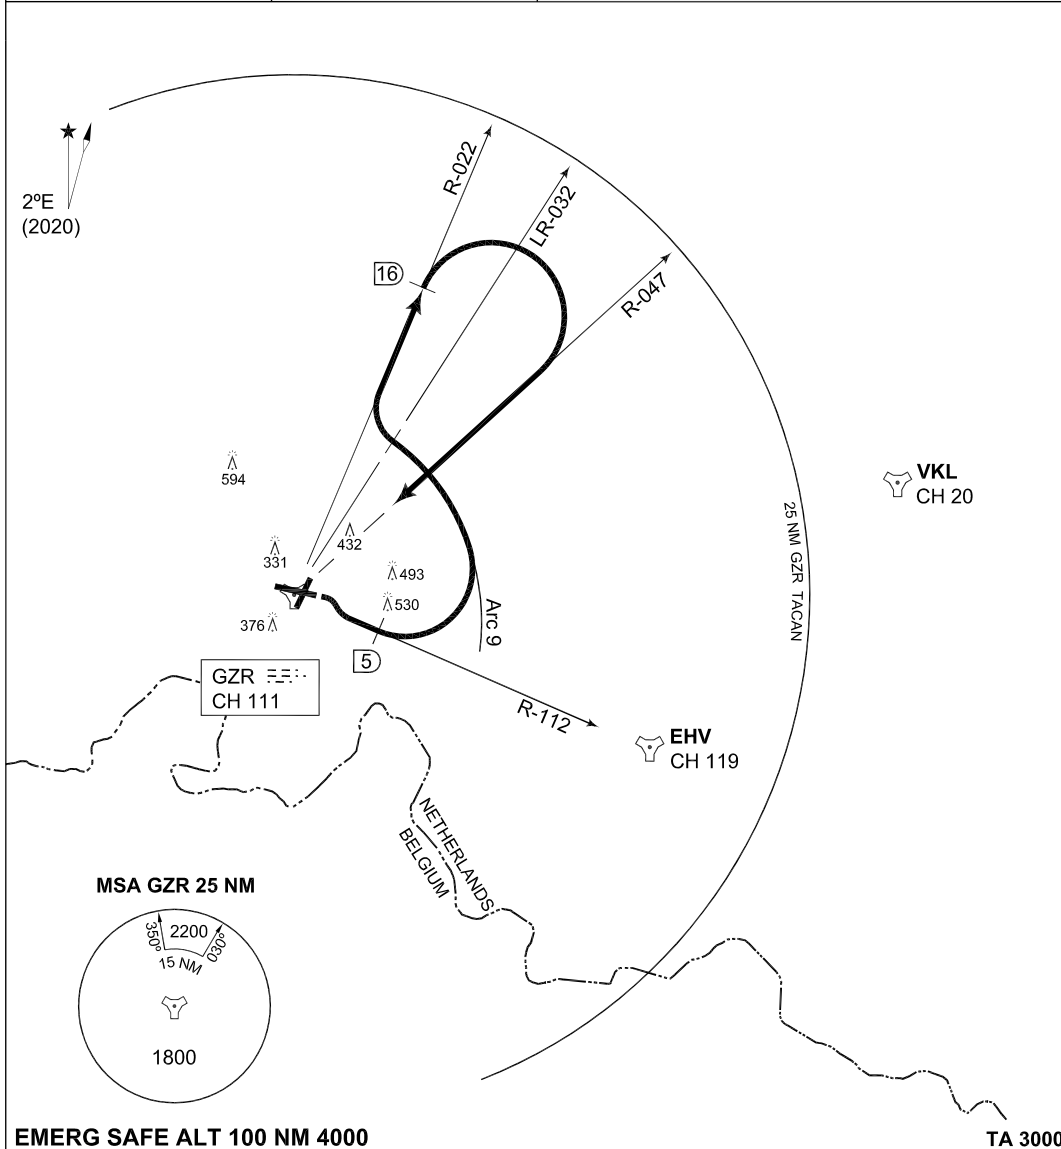 R-022
LR-032
R-047
2ºE
(2020)
16
594
VKL
CH 20
25 NM GZR TACAN
432
331
493
530
376
Arc 9
5
GZR
CH 111
R-112
EHV
CH 119
NETHERLANDS
BELGIUM
MSA GZR 25 NM
350º
2200
030º
15 NM
1800
EMERG SAFE ALT 100 NM 4000
TA 3000